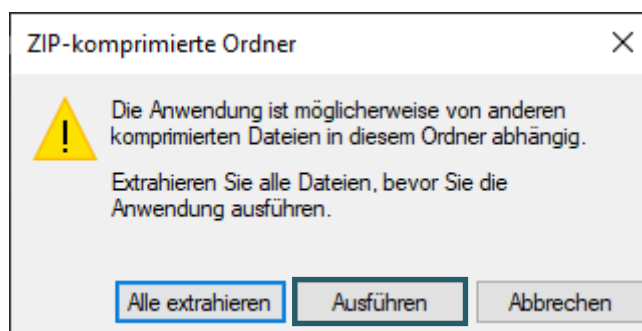 ZIP-komprimierte Ordner
Die Anwendung ist möglicherweise von anderen
komprimierten Dateien in diesem Ordner abhängig.
Extrahieren Sie alle Dateien, bevor Sie die
Anwendung ausführen.
Alle extrahieren Ausführen Abbrechen